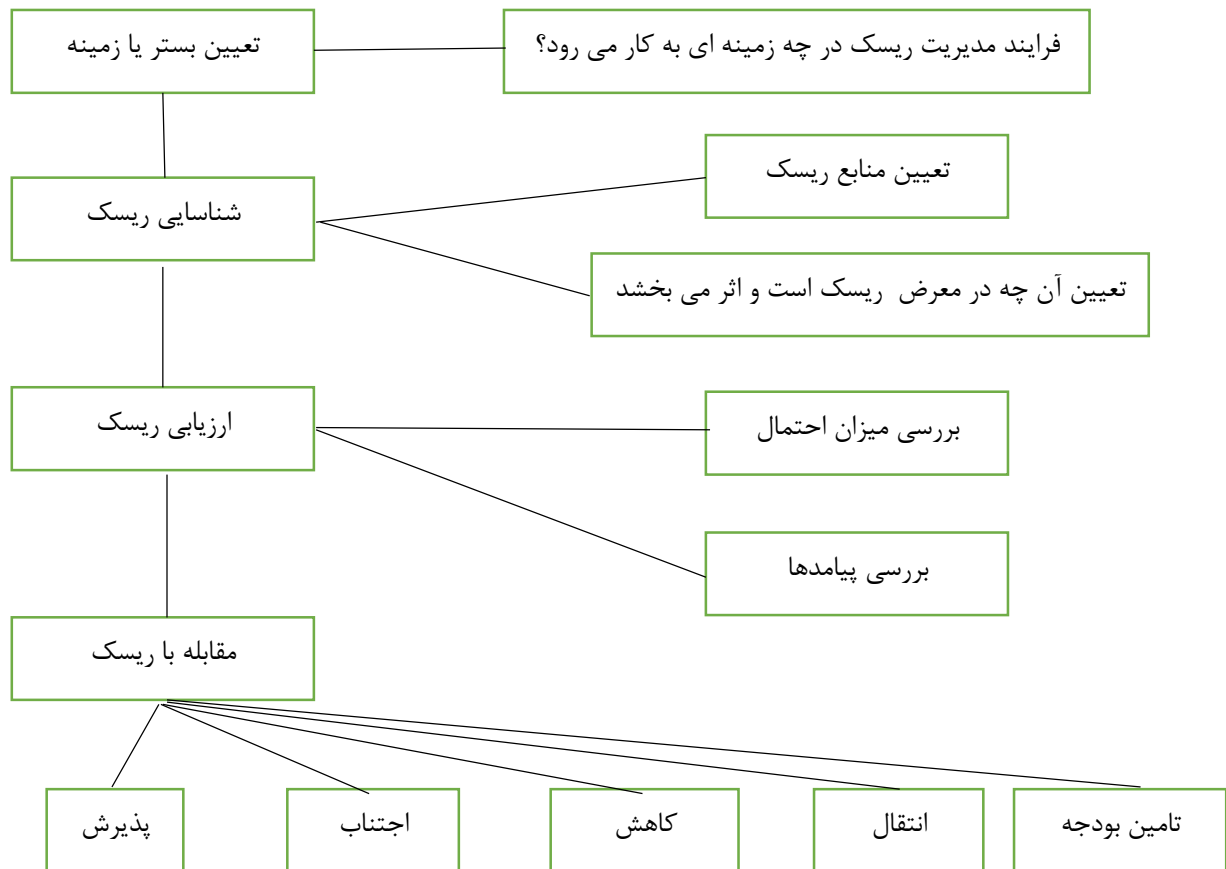 تعیین بستر یا زمینه
فرایند مدیریت ریسک در چه زمینه ای به کار می رود؟
شناسایی ریسک
تعیین منابع ریسک
تعیین آن چه در معرض ریسک است و اثر می بخشد
ارزیابی ریسک
بررسی میزان احتمال
بررسی پیامدها
مقابله با ریسک
تامین بودجه
انتقال
کاهش
اجتناب
پذیرش